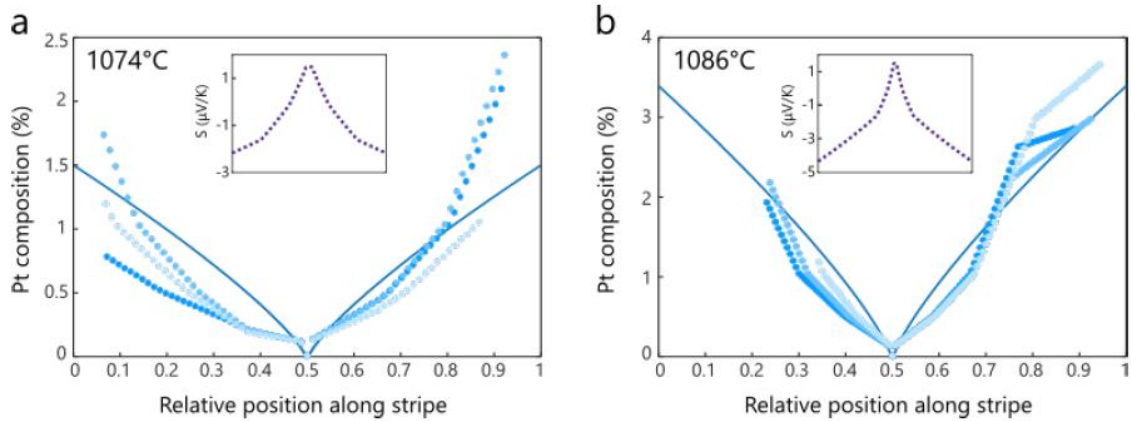 a
1074°C
Pt composition (%)
2.5
2
1.5
1
0.5
0
S (μV/K)
1
-1
-3
0 0.1 0.2 0.3 0.4 0.5 0.6 0.7 0.8 0.9 1
Relative position along stripe
b
1086°C
Pt composition (%)
4
3
2
1
0
S (μV/K)
1
-1
-3
-5
0 0.1 0.2 0.3 0.4 0.5 0.6 0.7 0.8 0.9 1
Relative position along stripe